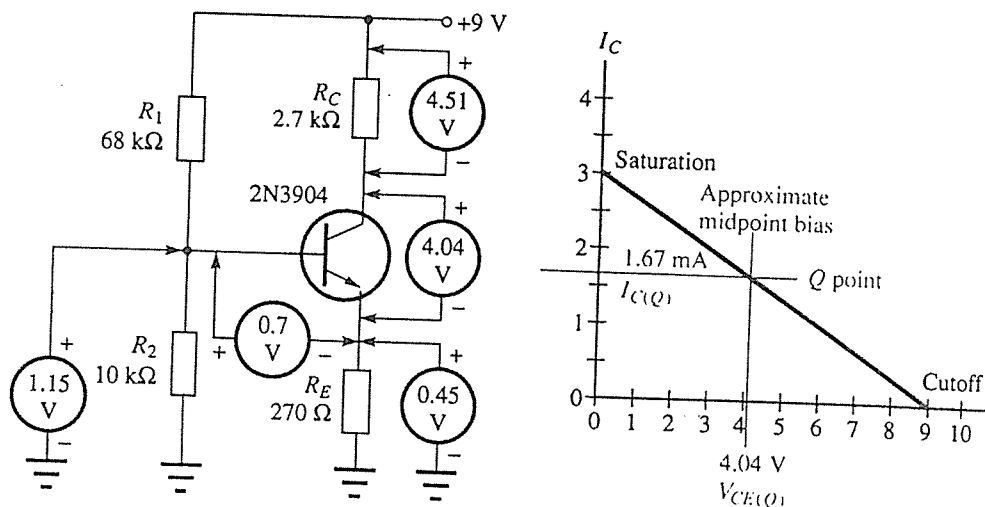 +9 V
R1
68 kΩ
RC
2.7 kΩ
+
4.51
V
−
2N3904
+
4.04
V
−
+
0.7
V
−
+
1.15
V
−
R2
10 kΩ
RE
270 Ω
+
0.45
V
−
IC
4
3
2
1
0
Saturation
Approximate
midpoint bias
1.67 mA
IC(Q)
Q point
Cutoff
0 1 2 3 4 5 6 7 8 9 10
4.04 V
VCE(Q)